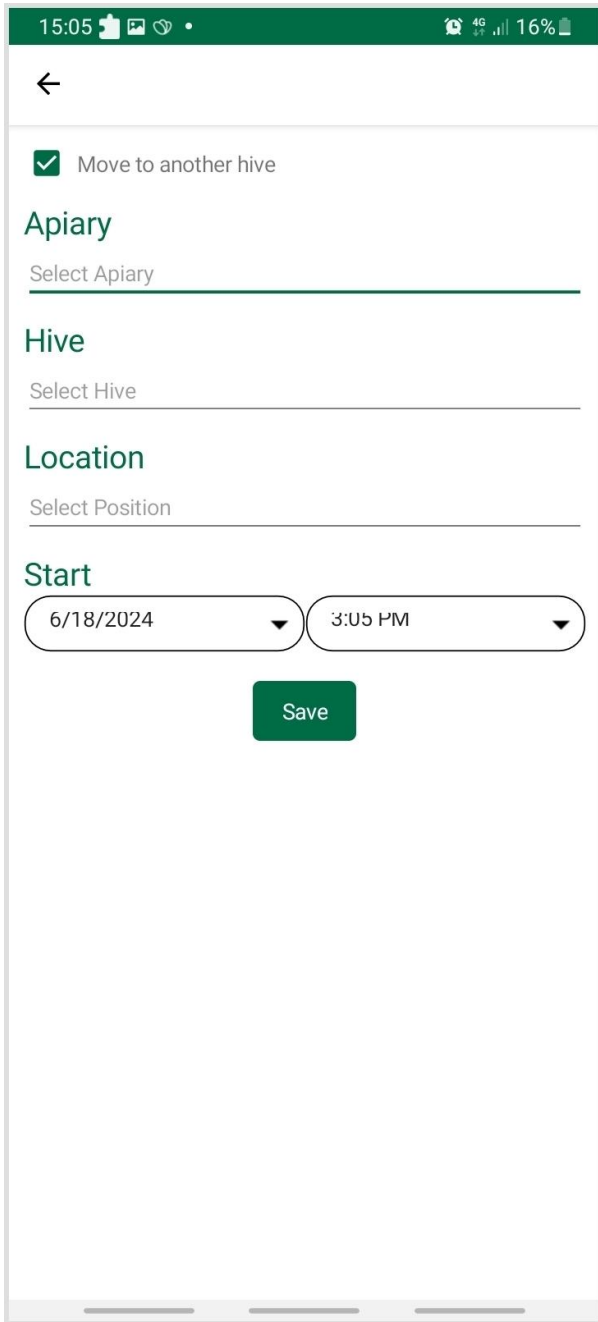 15:05 4G 16%
Move to another hive
Apiary
Select Apiary
Hive
Select Hive
Location
Select Position
Start
6/18/2024 3:05 PM
Save